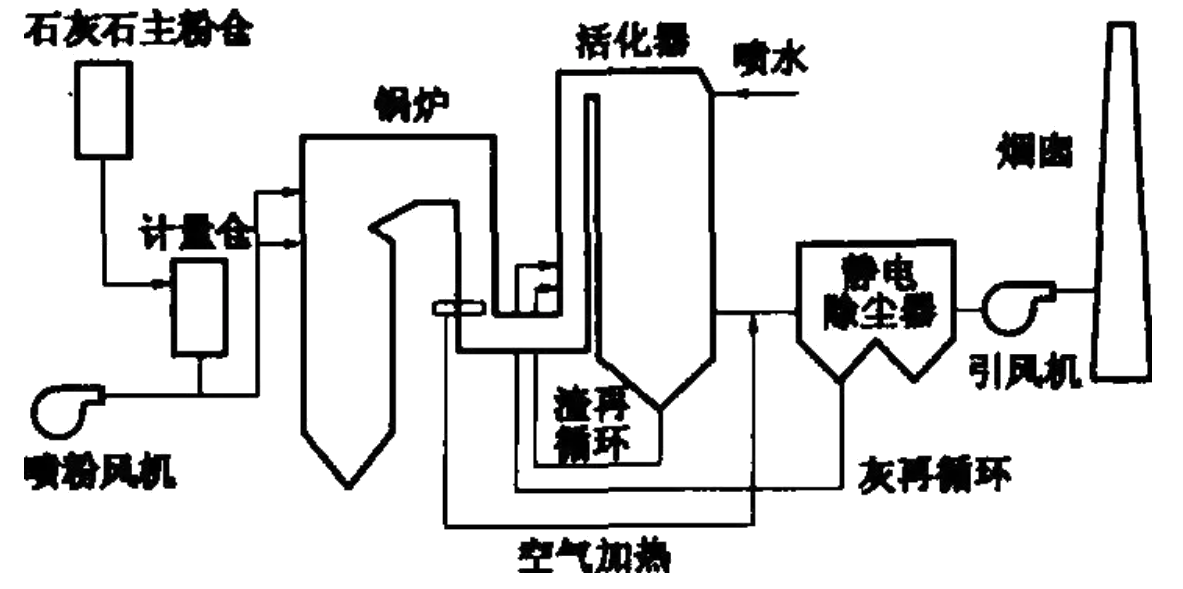 石灰石主粉仓
活化器
喷水
锅炉
烟囱
计量仓
静电
除尘器
引风机
渣再
循环
喷粉风机
灰再循环
空气加热